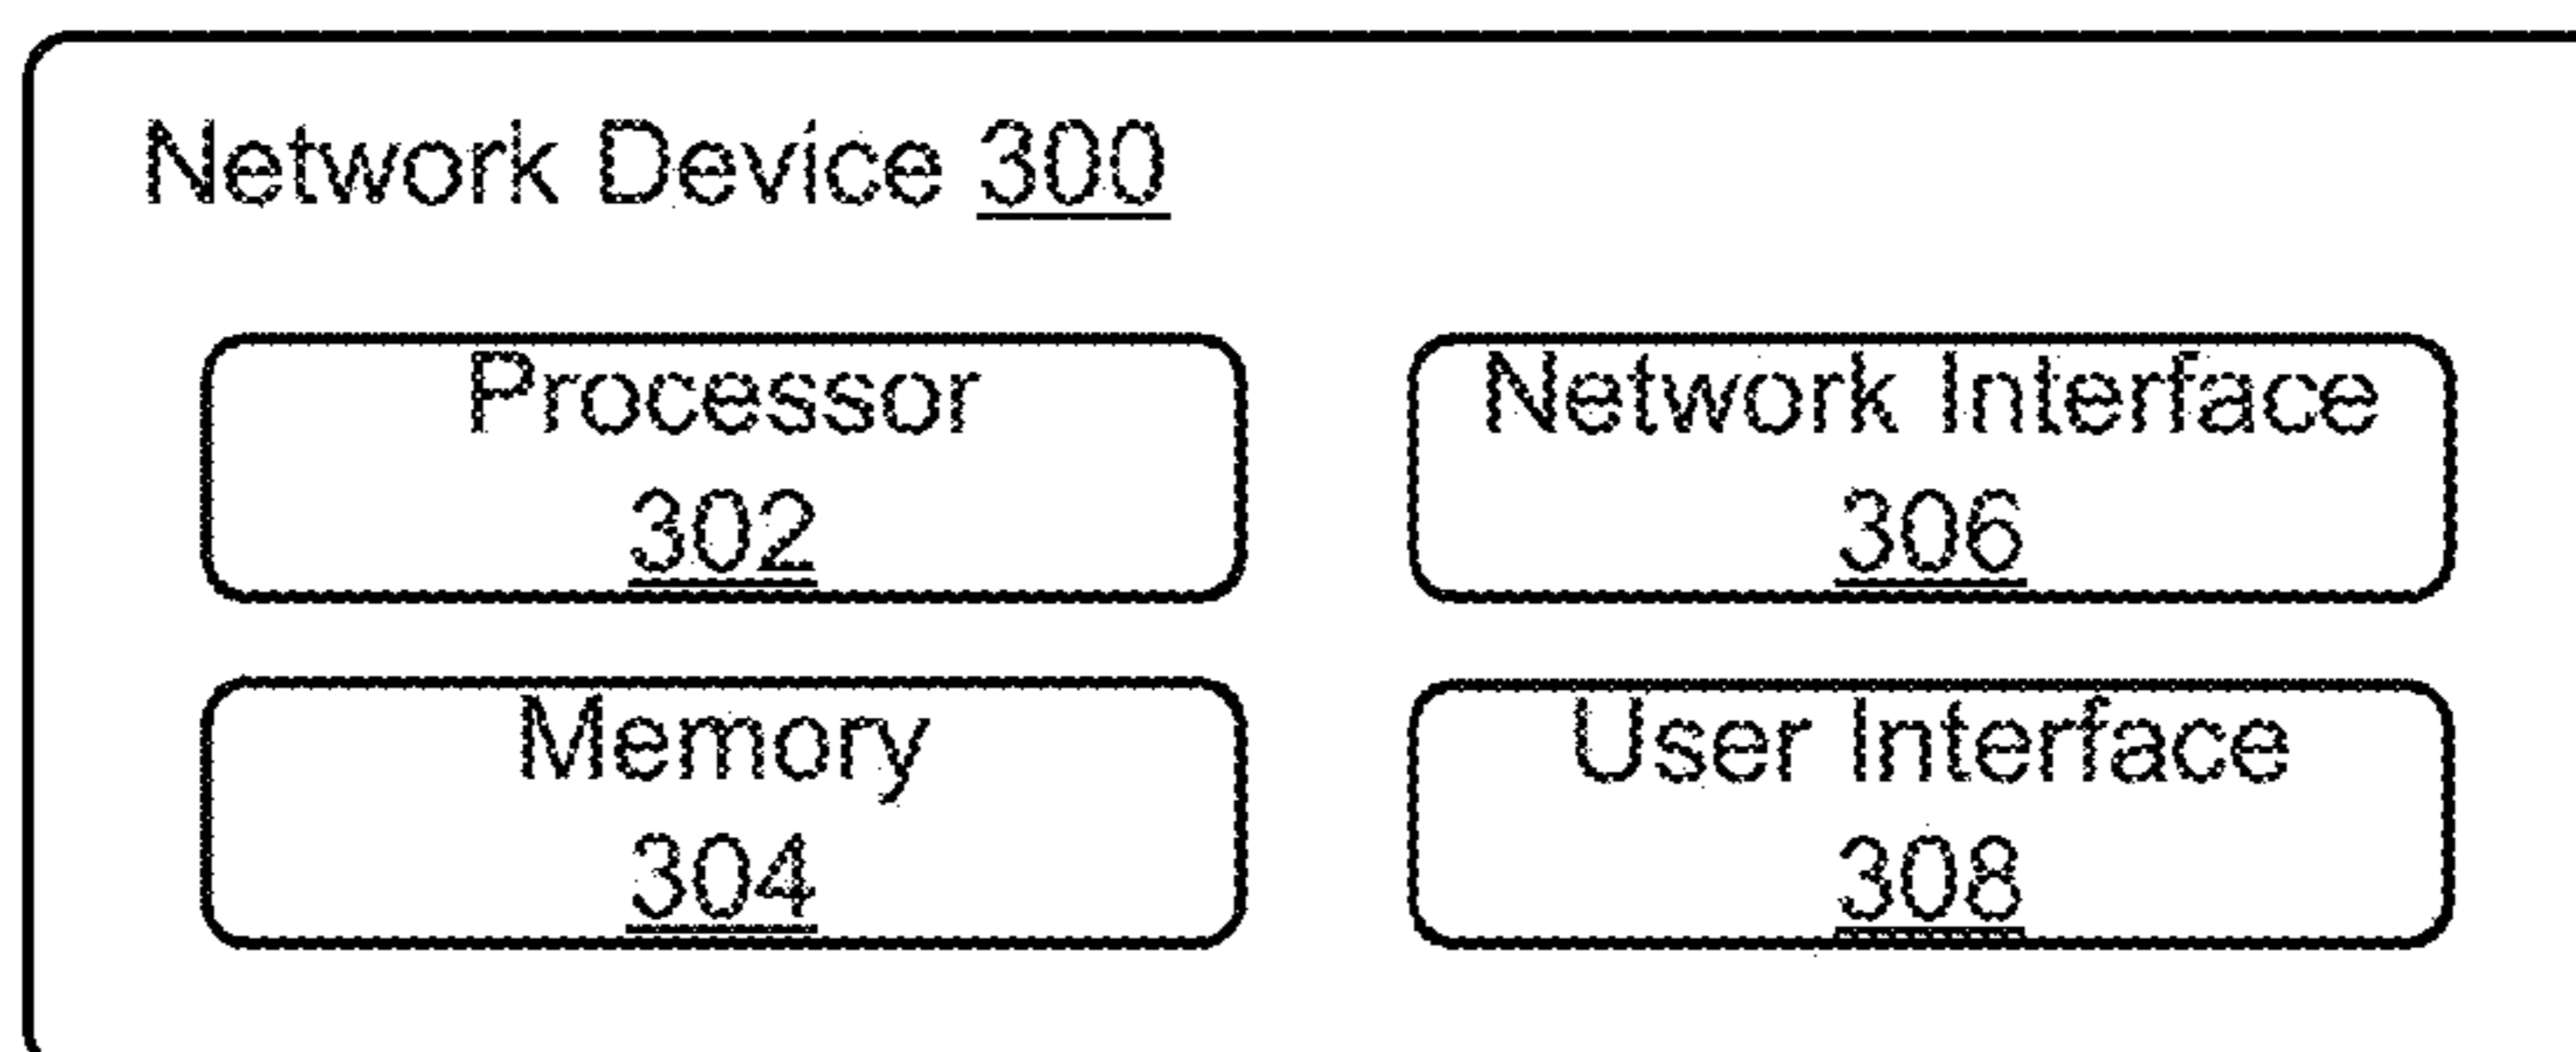 Network Device 300
Processor
302
Network Interface
306
Memory
304
User Interface
308